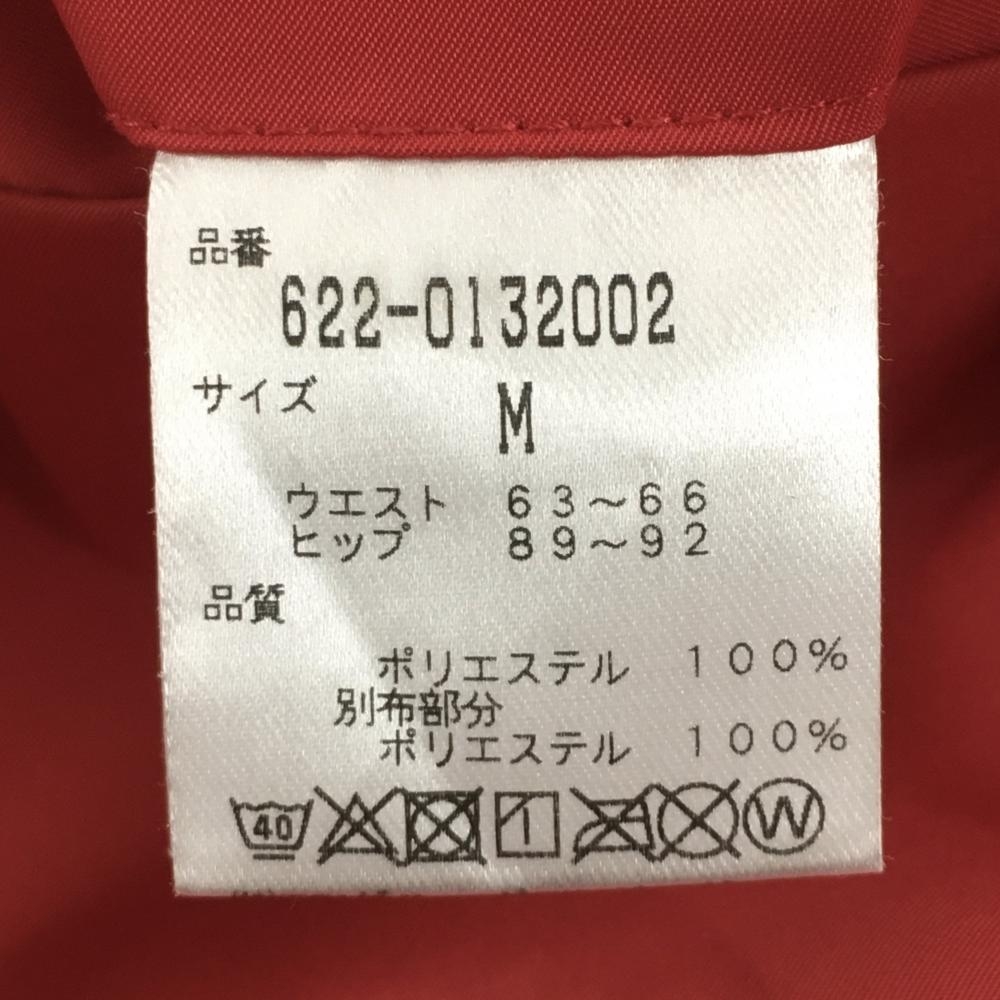 品番
622-0132002
サイズ M
ウエスト 63～66
ヒップ 89～92
品質
ポリエステル 100%
別布部分
ポリエステル 100%
40 W